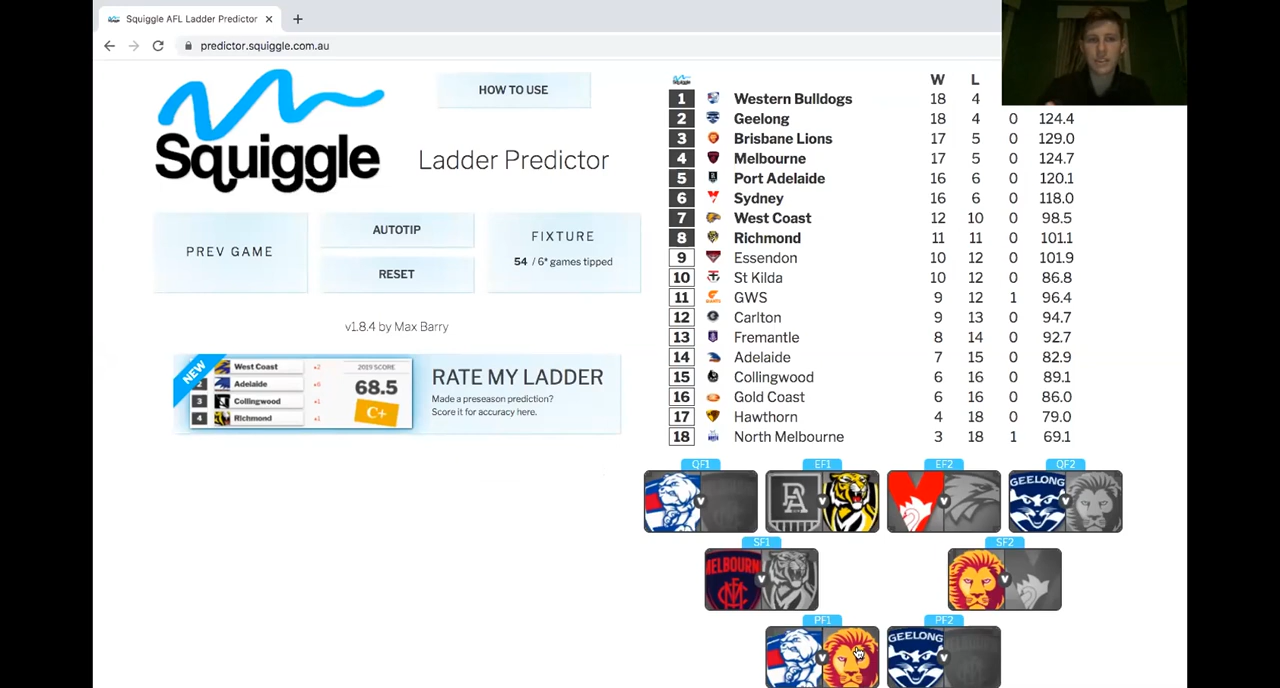 Squiggle AFL Ladder Predictor
predictor.squiggle.com.au
Squiggle
Ladder Predictor
HOW TO USE
PREV GAME
AUTOTIP
RESET
FIXTURE
54 / 6* games tipped
v1.8.4 by Max Barry
NEW
West Coast
Adelaide
3 Collingwood
4 Richmond
2019 SCORE
68.5
C+
RATE MY LADDER
Made a preseason prediction?
Score it for accuracy here.
Squiggle W L
1 Western Bulldogs 18 4
2 Geelong 18 4 0 124.4
3 Brisbane Lions 17 5 0 129.0
4 Melbourne 17 5 0 124.7
5 Port Adelaide 16 6 0 120.1
6 Sydney 16 6 0 118.0
7 West Coast 12 10 0 98.5
8 Richmond 11 11 0 101.1
9 Essendon 10 12 0 101.9
10 St Kilda 10 12 0 86.8
11 GWS 9 12 1 96.4
12 Carlton 9 13 0 94.7
13 Fremantle 8 14 0 92.7
14 Adelaide 7 15 0 82.9
15 Collingwood 6 16 0 89.1
16 Gold Coast 6 16 0 86.0
17 Hawthorn 4 18 0 79.0
18 North Melbourne 3 18 1 69.1
QF1 EF1 EF2 QF2
V PA V V GEELONG V
SF1 SF2
MELBOURNE V V
PF1 PF2
V GEELONG V